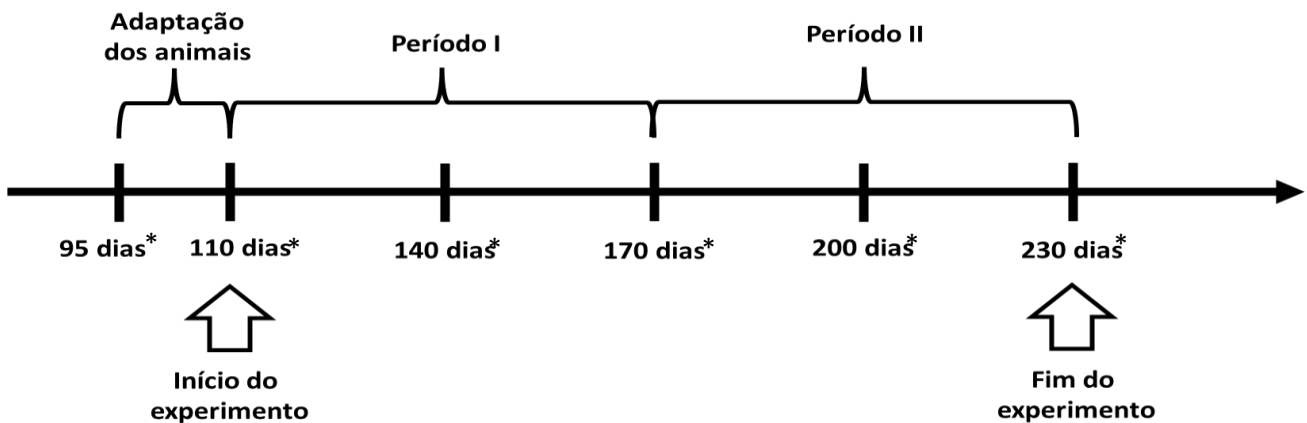 Adaptação
dos animais
Período I
Período II
95 dias*
110 dias*
140 dias*
170 dias*
200 dias*
230 dias*
Início do
experimento
Fim do
experimento